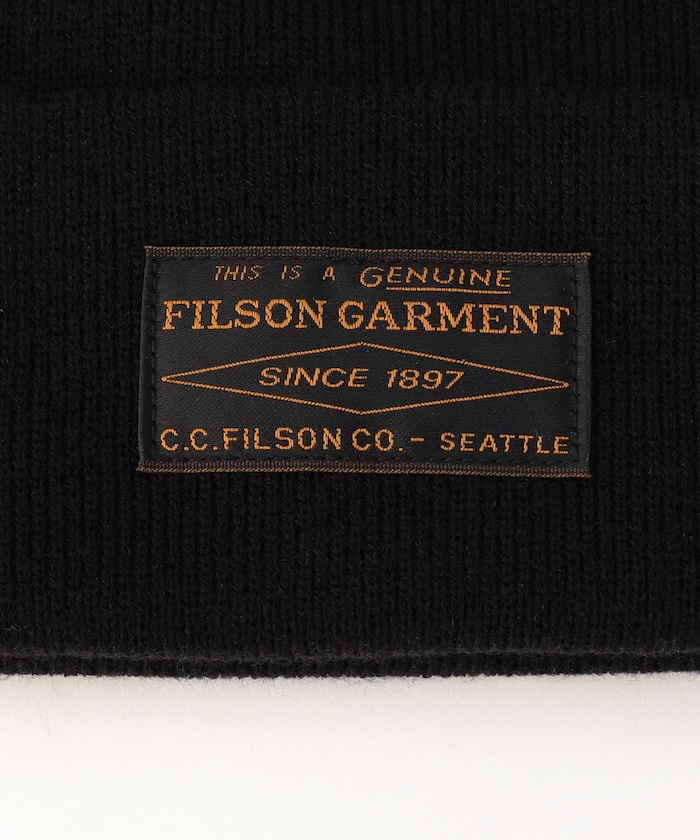 THIS IS A GENUINE
FILSON GARMENT
SINCE 1897
C.C. FILSON CO. - SEATTLE